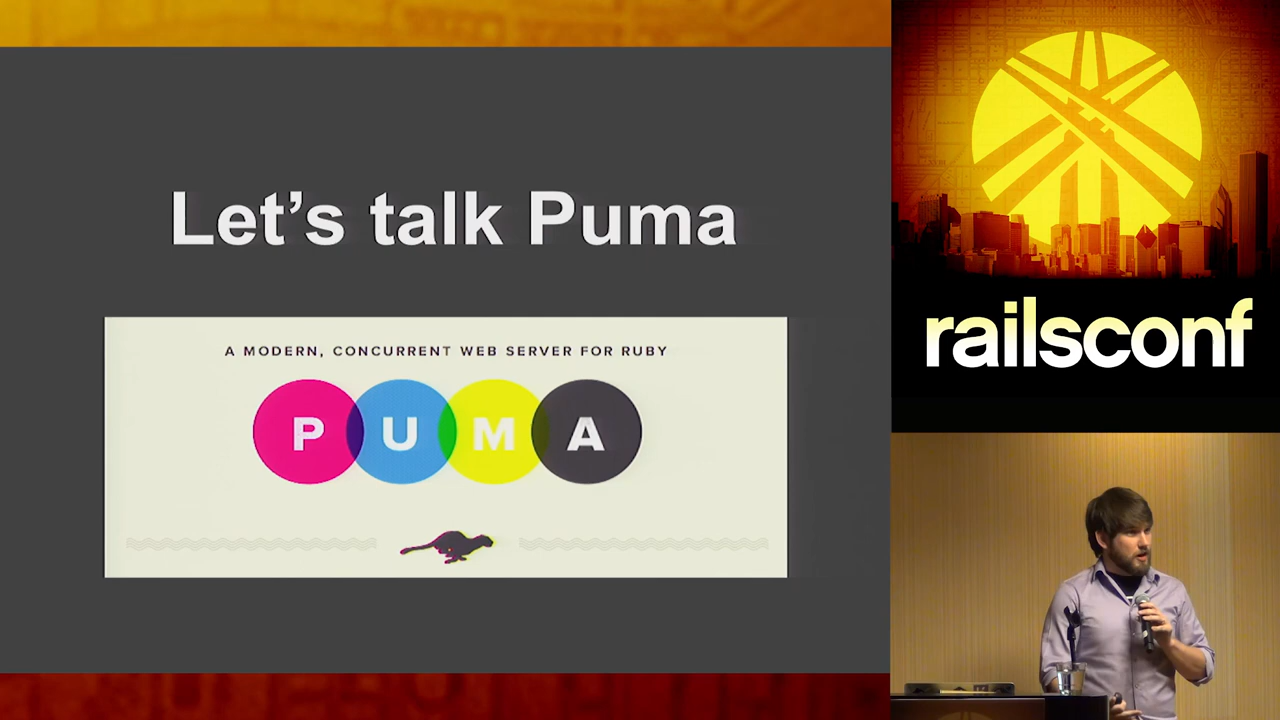 Let’s talk Puma
A MODERN, CONCURRENT WEB SERVER FOR RUBY
PUMA
railsconf